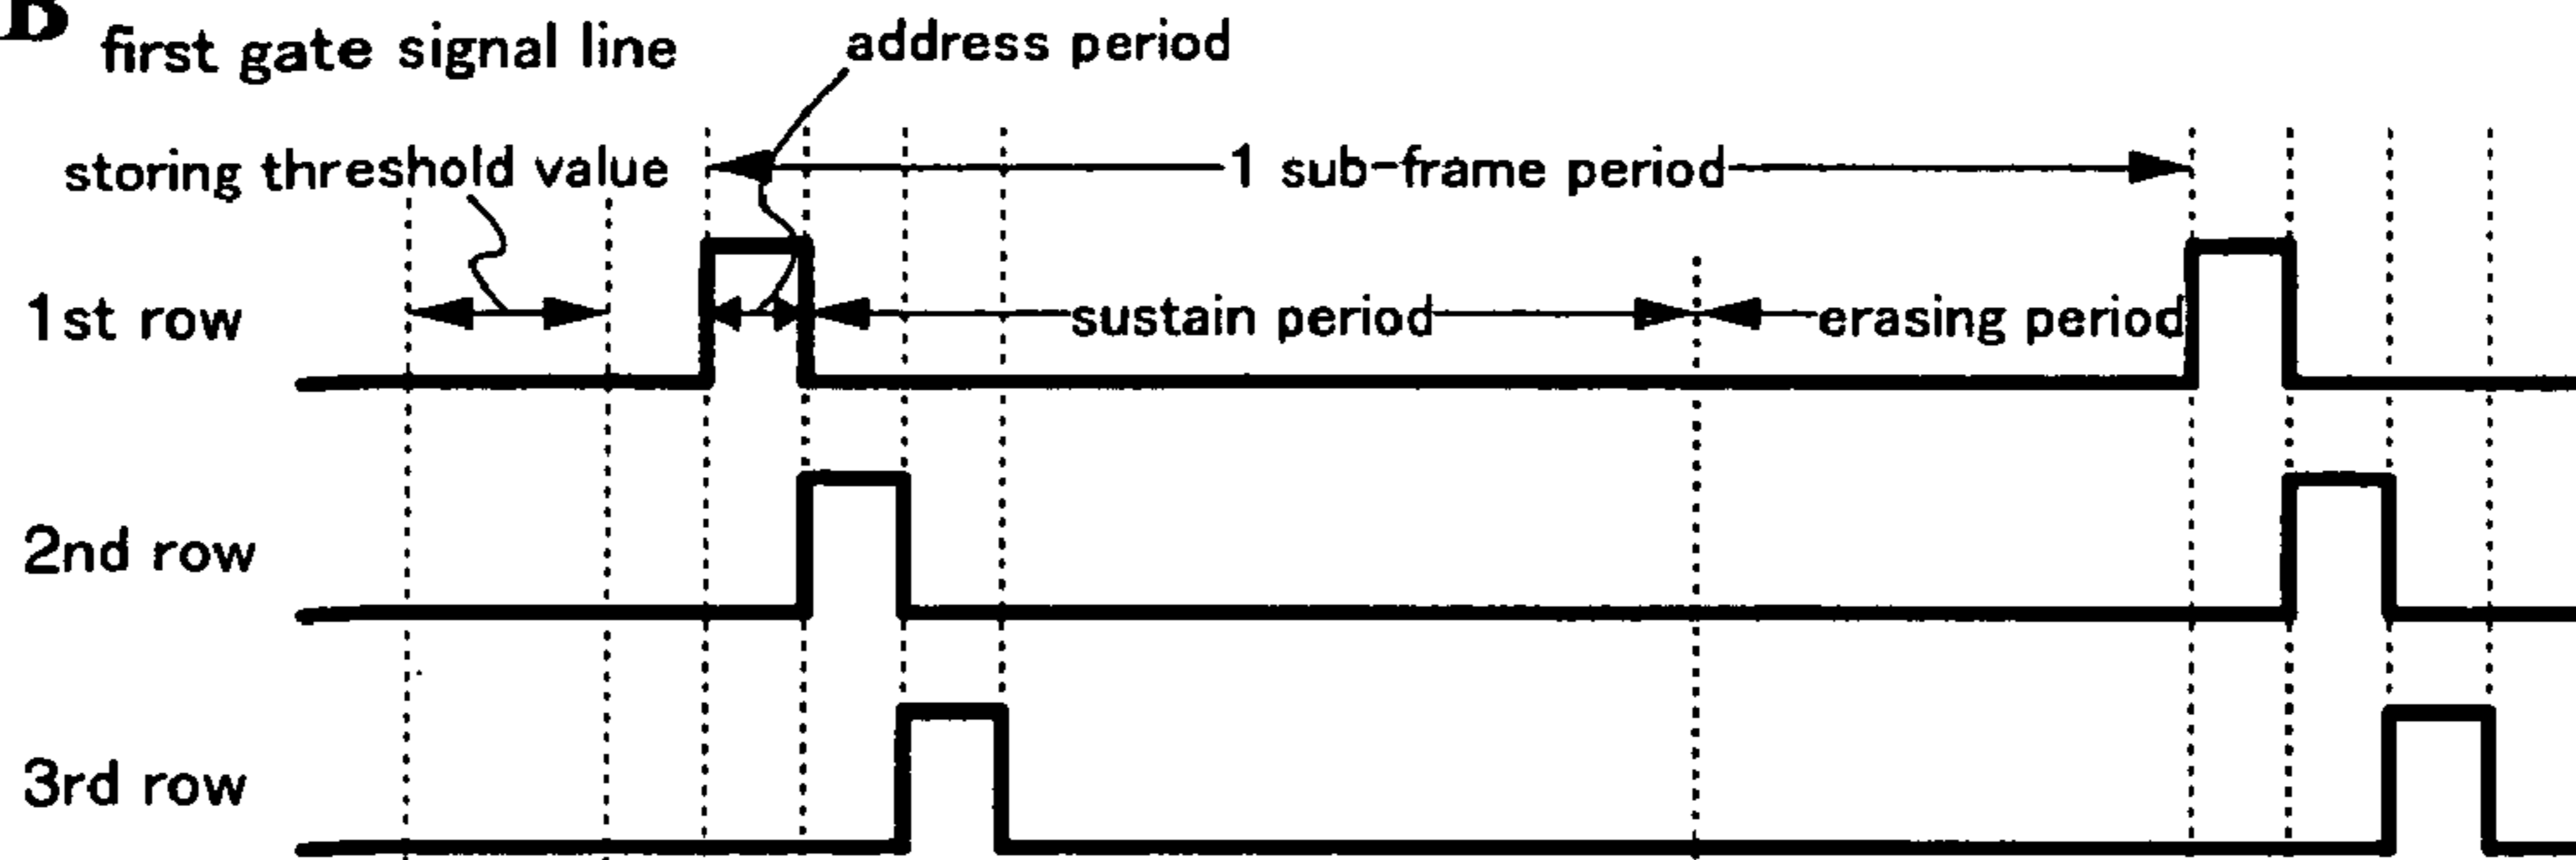 B
first gate signal line
address period
storing threshold value
1 sub-frame period
1st row
sustain period
erasing period
2nd row
3rd row